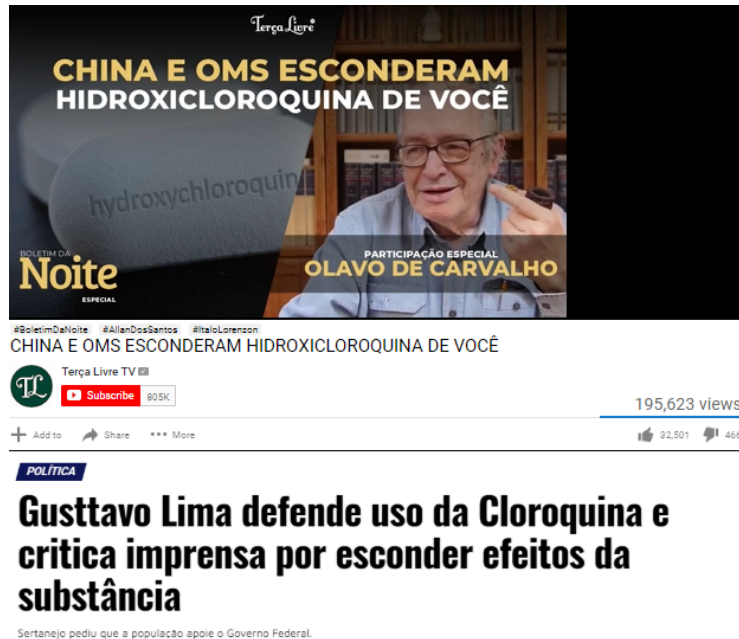 Terça Livre
CHINA E OMS ESCONDERAM
HIDROXICLOROQUINA DE VOCÊ
hydroxychloroquin
BOLETIM DA
Noite
ESPECIAL
PARTICIPAÇÃO ESPECIAL
OLAVO DE CARVALHO
#BoletimDaNoite #AllanDosSantos #ItaloLorenzon
CHINA E OMS ESCONDERAM HIDROXICLOROQUINA DE VOCÊ
TL
Terça Livre TV
Subscribe 805K
195,623 views
Add to Share More
32,501 466
POLÍTICA
Gusttavo Lima defende uso da Cloroquina e
critica imprensa por esconder efeitos da
substância
Sertanejo pediu que a população apoie o Governo Federal.